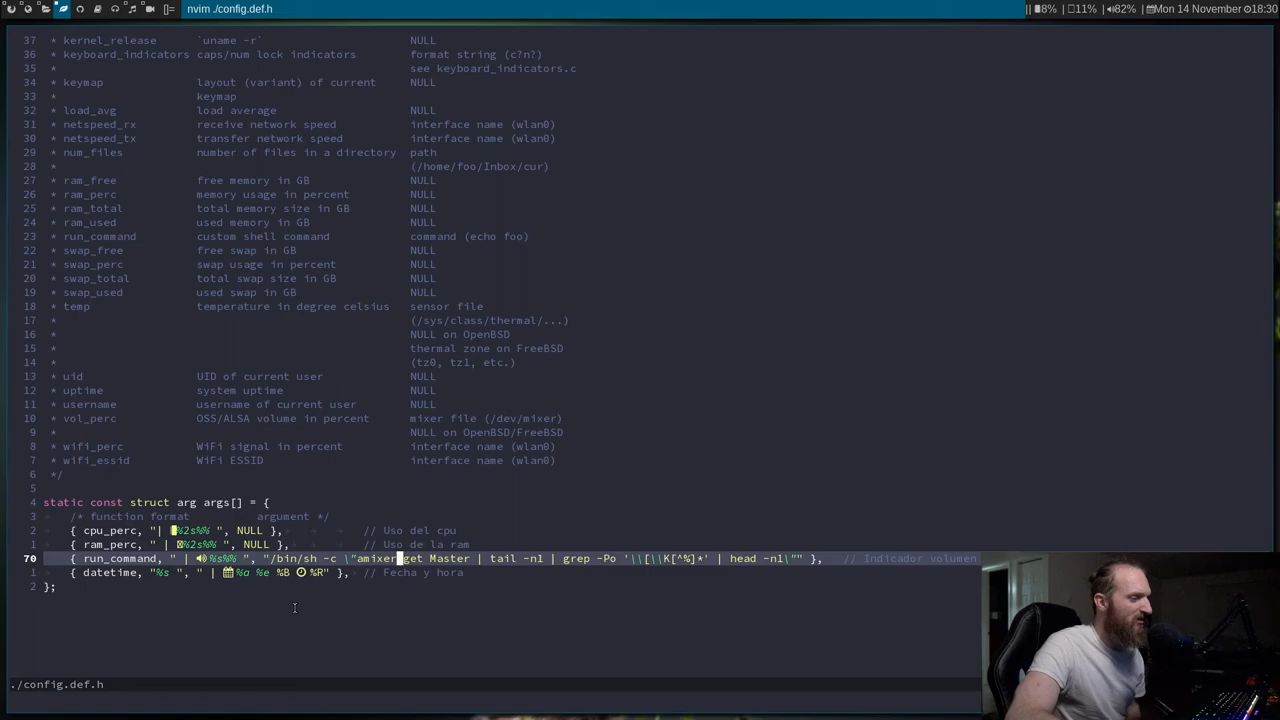 nvim ./config.def.h
8% | 11% | 82% | Mon 14 November 18:30
37 * kernel_release `uname -r` NULL
36 * keyboard_indicators caps/num lock indicators format string (c?n?)
35 * see keyboard_indicators.c
34 * keymap layout (variant) of current NULL
33 * keymap
32 * load_avg load average NULL
31 * netspeed_rx receive network speed interface name (wlan0)
30 * netspeed_tx transfer network speed interface name (wlan0)
29 * num_files number of files in a directory path
28 * (/home/foo/Inbox/cur)
27 * ram_free free memory in GB NULL
26 * ram_perc memory usage in percent NULL
25 * ram_total total memory size in GB NULL
24 * ram_used used memory in GB NULL
23 * run_command custom shell command command (echo foo)
22 * swap_free free swap in GB NULL
21 * swap_perc swap usage in percent NULL
20 * swap_total total swap size in GB NULL
19 * swap_used used swap in GB NULL
18 * temp temperature in degree celsius sensor file
17 * (/sys/class/thermal/...)
16 * NULL on OpenBSD
15 * thermal zone on FreeBSD
14 * (tz0, tz1, etc.)
13 * uid UID of current user NULL
12 * uptime system uptime NULL
11 * username username of current user NULL
10 * vol_perc OSS/ALSA volume in percent mixer file (/dev/mixer)
9 * NULL on OpenBSD/FreeBSD
8 * wifi_perc WiFi signal in percent interface name (wlan0)
7 * wifi_essid WiFi ESSID interface name (wlan0)
6 */
5
4 static const struct arg args[] = {
3 /* function format argument */
2 { cpu_perc, "| %2s%% ", NULL }, // Uso del cpu
1 { ram_perc, " | %2s%% ", NULL }, // Uso de la ram
70 { run_command, " | %s%% ", "/bin/sh -c \"amixer get Master | tail -n1 | grep -Po '\\[\\K[^%]*' | head -n1\"" }, // Indicador volumen
1 { datetime, "%s ", " | %a %e %B %R" }, // Fecha y hora
2 };
./config.def.h